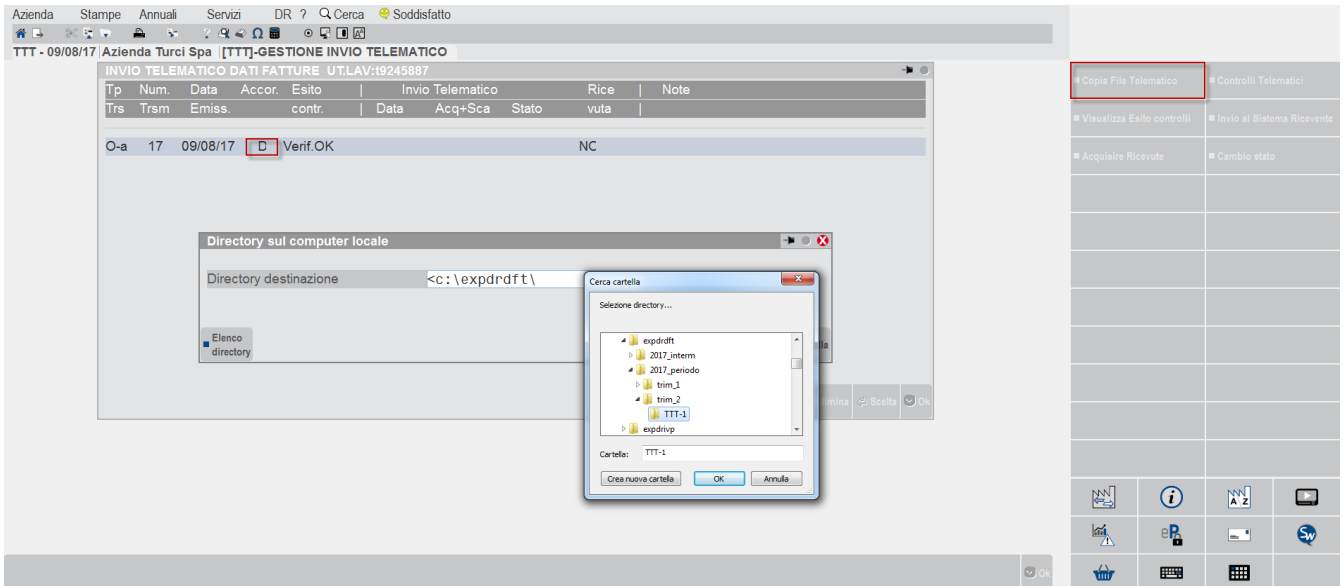 Azienda Stampe Annuali Servizi DR ? Cerca Soddisfatto
TTT - 09/08/17 Azienda Turci Spa [TTT]-GESTIONE INVIO TELEMATICO
INVIO TELEMATICO DATI FATTURE UT.LAV:t9245887
Tp Num. Data Accor. Esito | Invio Telematico Rice | Note
Trs Trsm Emiss. contr. | Data Acq+Sca Stato vuta |
O-a 17 09/08/17 D Verif.OK NC
Directory sul computer locale
Directory destinazione <c:\expdrdft\
Elenco
directory
lla
imina Scelta Ok
Cerca cartella
Selezione directory...
expdrdft
2017_interm
2017_periodo
trim_1
trim_2
TTT-1
expdrivp
Cartella: TTT-1
Crea nuova cartella OK Annulla
Copia File Telematico Controlli Telematici
Visualizza Esito controlli Invio al Sistema Ricevente
Acquisire Ricevute Cambio stato
i A Z
eP Sw
Ok